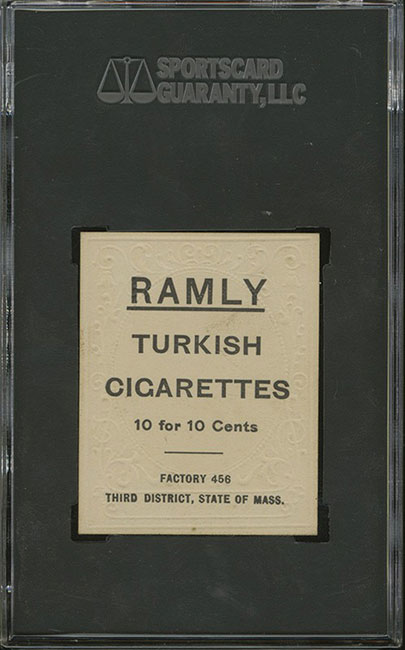 SPORTSCARD
GUARANTY,LLC
RAMLY
TURKISH
CIGARETTES
10 for 10 Cents
FACTORY 456
THIRD DISTRICT, STATE OF MASS.